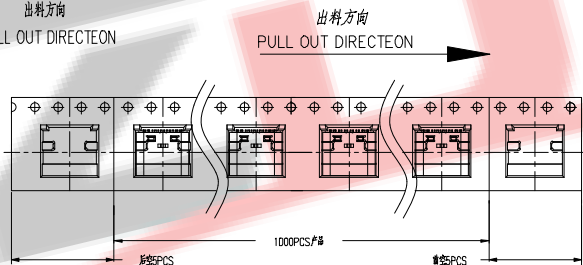 出料方向
LL OUT DIRECTEON
出料方向
PULL OUT DIRECTEON
1000PCS产品
后空5PCS
前空5PCS